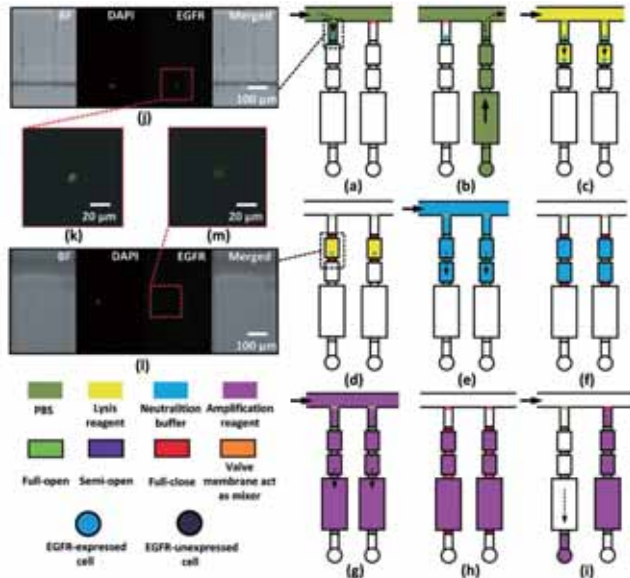 BF DAPI EGFR Merged
100 µm
(j)
20 µm
20 µm
(k)
(m)
BF DAPI EGFR Merged
100 µm
(l)
(a)
(b)
(c)
(d)
(e)
(f)
(g)
(h)
(i)
PBS
Lysis reagent
Neutralition buffer
Amplification reagent
Full-open
Semi-open
Full-close
Valve membrane act as mixer
EGFR-expressed cell
EGFR-unexpressed cell